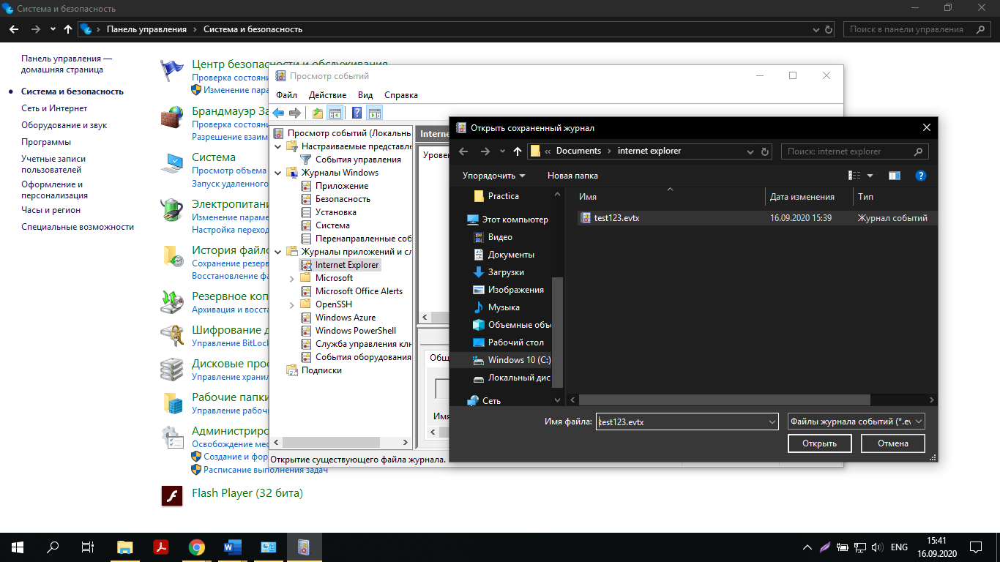 Система и безопасность
Панель управления › Система и безопасность
Поиск в панели управления
Панель управления —
домашняя страница
Система и безопасность
Сеть и Интернет
Оборудование и звук
Программы
Учетные записи
пользователей
Оформление и
персонализация
Часы и регион
Специальные возможности
Центр безопасности и обслуживания
Проверка состояни
Изменение пара
Брандмауэр За
Проверка состояни
Разрешение взаим
Система
Просмотр объема
Запуск удаленного
Электропитани
Изменение параме
Настройка переход
История файло
Сохранение резерв
Восстановление фа
Резервное коп
Архивация и восста
Шифрование д
Управление BitLock
Дисковые прос
Управление хранил
Рабочие папки
Управление рабоч
Администриро
Освобождение мес
Создание и фор
Расписание выполнения задач
Flash Player (32 бита)
Просмотр событий
Файл Действие Вид Справка
Просмотр событий (Локальнь
Настраиваемые представле
События управления
Журналы Windows
Приложение
Безопасность
Установка
Система
Перенаправленные соб
Журналы приложений и сл
Internet Explorer
Microsoft
Microsoft Office Alerts
OpenSSH
Windows Azure
Windows PowerShell
Служба управления клю
События оборудования
Подписки
Interne
Уровен
Общ
Имя
Открытие существующего файла журнала.
Открыть сохраненный журнал
« Documents › internet explorer
Поиск: internet explorer
Упорядочить Новая папка
Practica
Этот компьютер
Видео
Документы
Загрузки
Изображения
Музыка
Объемные объе
Рабочий стол
Windows 10 (C:)
Локальный дис
Сеть
Имя Дата изменения Тип
test123.evtx 16.09.2020 15:39 Журнал событий
Имя файла: test123.evtx
Файлы журнала событий (*.ev
Открыть Отмена
ENG
15:41
16.09.2020